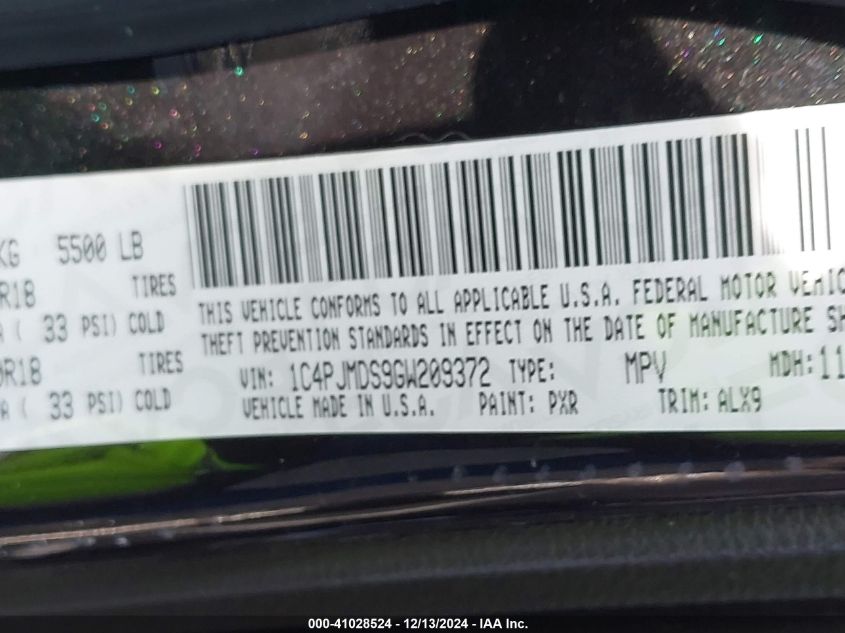 KG 5500 LB
R18 TIRES
A ( 33 PSI) COLD
0R18 TIRES
A ( 33 PSI) COLD
THIS VEHICLE CONFORMS TO ALL APPLICABLE U.S.A. FEDERAL MOTOR VEHIC
THEFT PREVENTION STANDARDS IN EFFECT ON THE DATE OF MANUFACTURE SH
VIN: 1C4PJMDS9GW209372 TYPE: MPV MDH: 11
VEHICLE MADE IN U.S.A. PAINT: PXR TRIM: ALX9
000-41028524 - 12/13/2024 - IAA Inc.